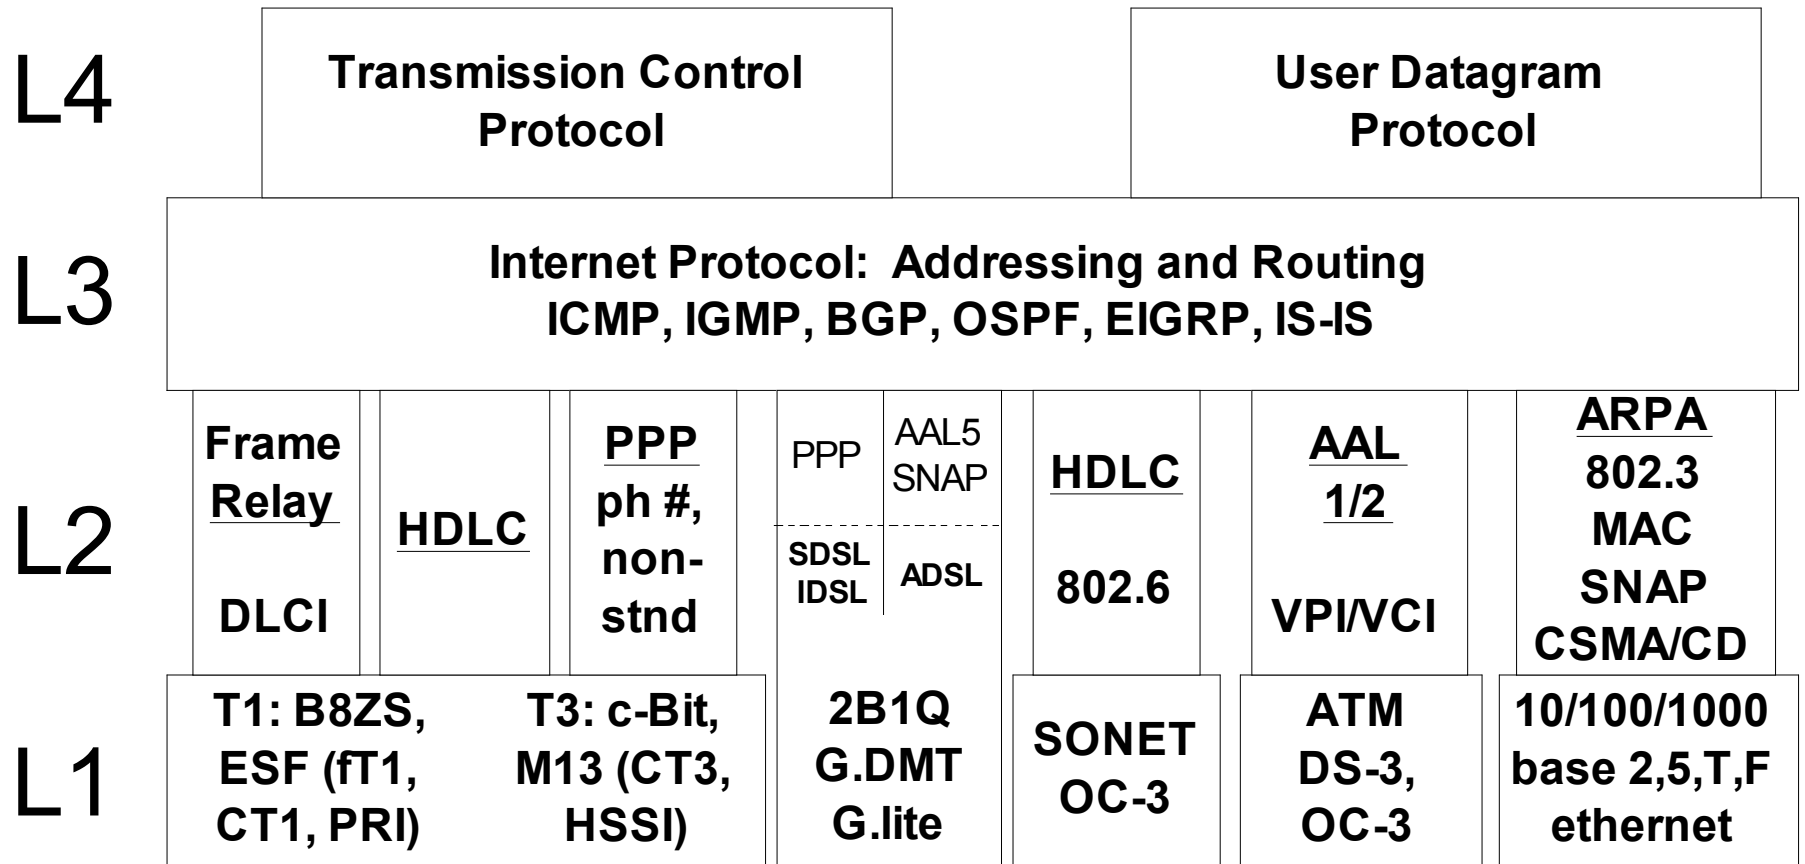 L4
Transmission Control
Protocol
User Datagram
Protocol
L3
Internet Protocol: Addressing and Routing
ICMP, IGMP, BGP, OSPF, EIGRP, IS-IS
L2
Frame
Relay
DLCI
HDLC
PPP
ph #,
non-
stnd
PPP
AAL5
SNAP
SDSL
IDSL
ADSL
HDLC
802.6
AAL
1/2
VPI/VCI
ARPA
802.3
MAC
SNAP
CSMA/CD
L1
T1: B8ZS,
ESF (fT1,
CT1, PRI)
T3: c-Bit,
M13 (CT3,
HSSI)
2B1Q
G.DMT
G.lite
SONET
OC-3
ATM
DS-3,
OC-3
10/100/1000
base 2,5,T,F
ethernet